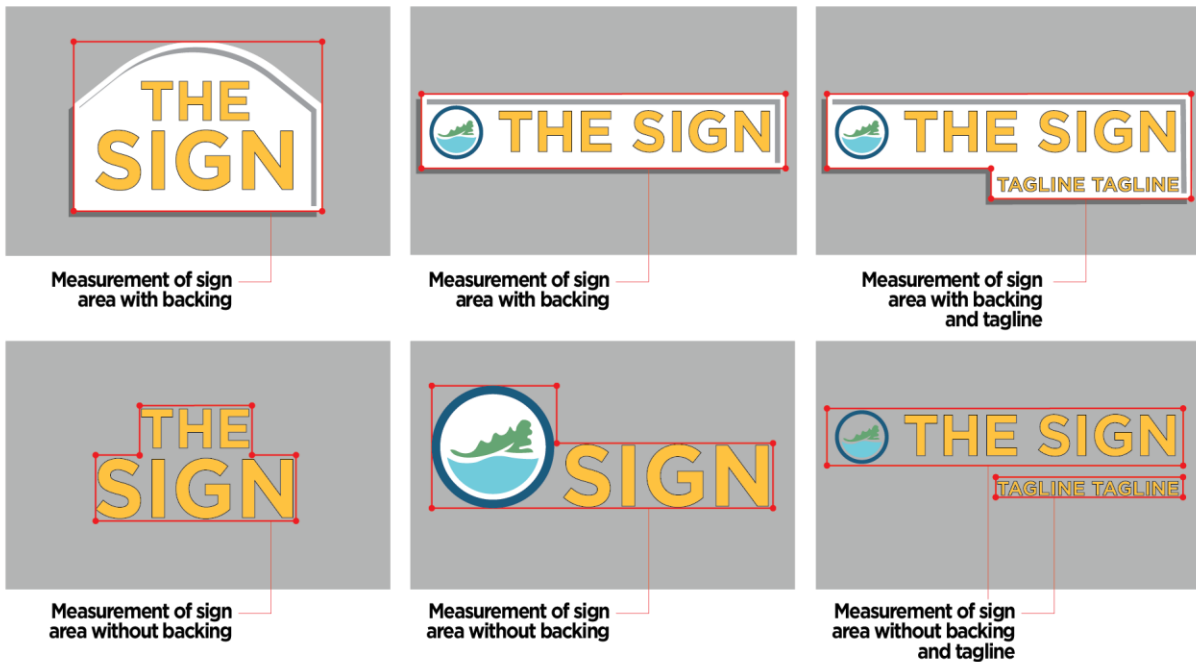 THE
SIGN
Measurement of sign
area with backing
THE SIGN
Measurement of sign
area with backing
THE SIGN
TAGLINE TAGLINE
Measurement of sign
area with backing
and tagline
THE
SIGN
Measurement of sign
area without backing
SIGN
Measurement of sign
area without backing
THE SIGN
TAGLINE TAGLINE
Measurement of sign
area without backing
and tagline